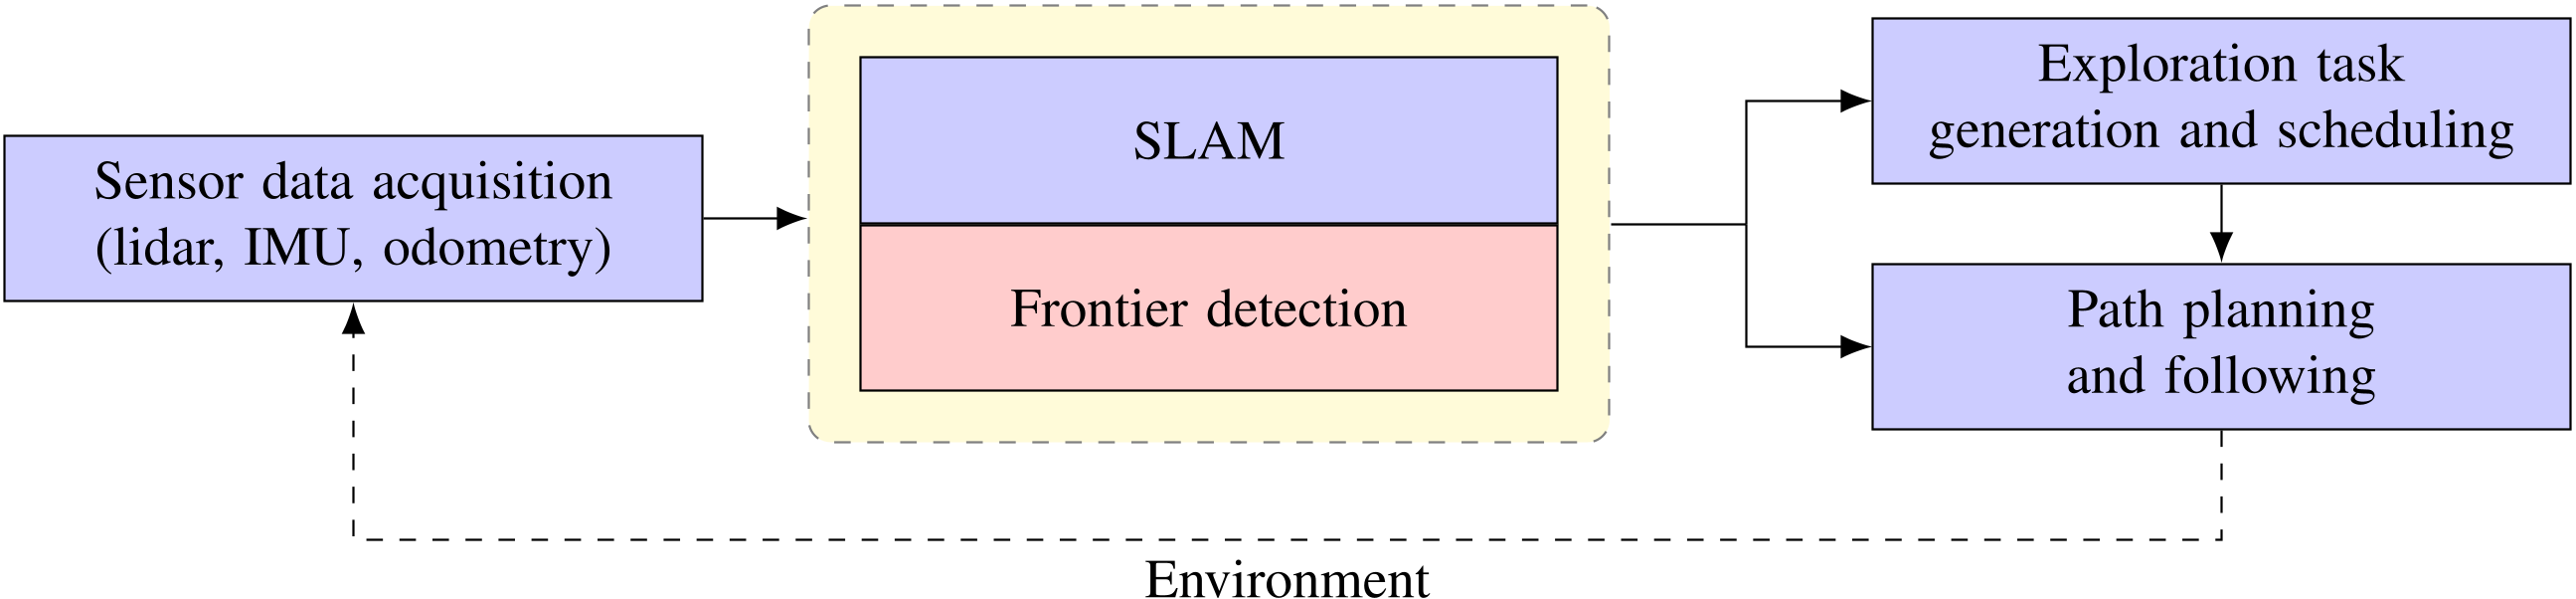 Sensor data acquisition
(lidar, IMU, odometry)
SLAM
Frontier detection
Exploration task
generation and scheduling
Path planning
and following
Environment